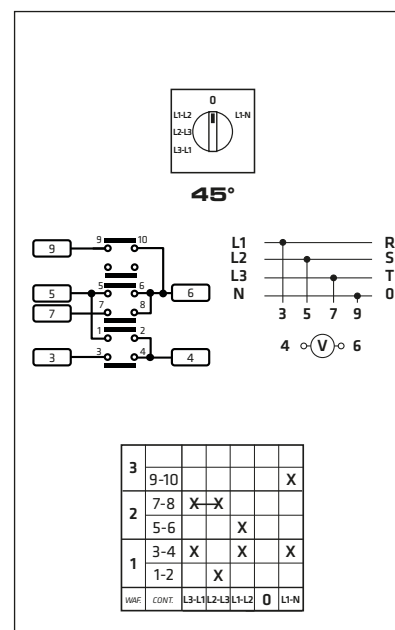 0
L1-L2 L1-N
L2-L3
L3-L1
45°
9 9 10
5 5 6 6
7 7 8
1 2
3 3 4 4
L1 R
L2 S
L3 T
N 0
3 5 7 9
4 V 6
3
9-10 X
2 7-8 X X
5-6 X
1 3-4 X X X
1-2 X
WAF. CONT. L3-L1 L2-L3 L1-L2 0 L1-N